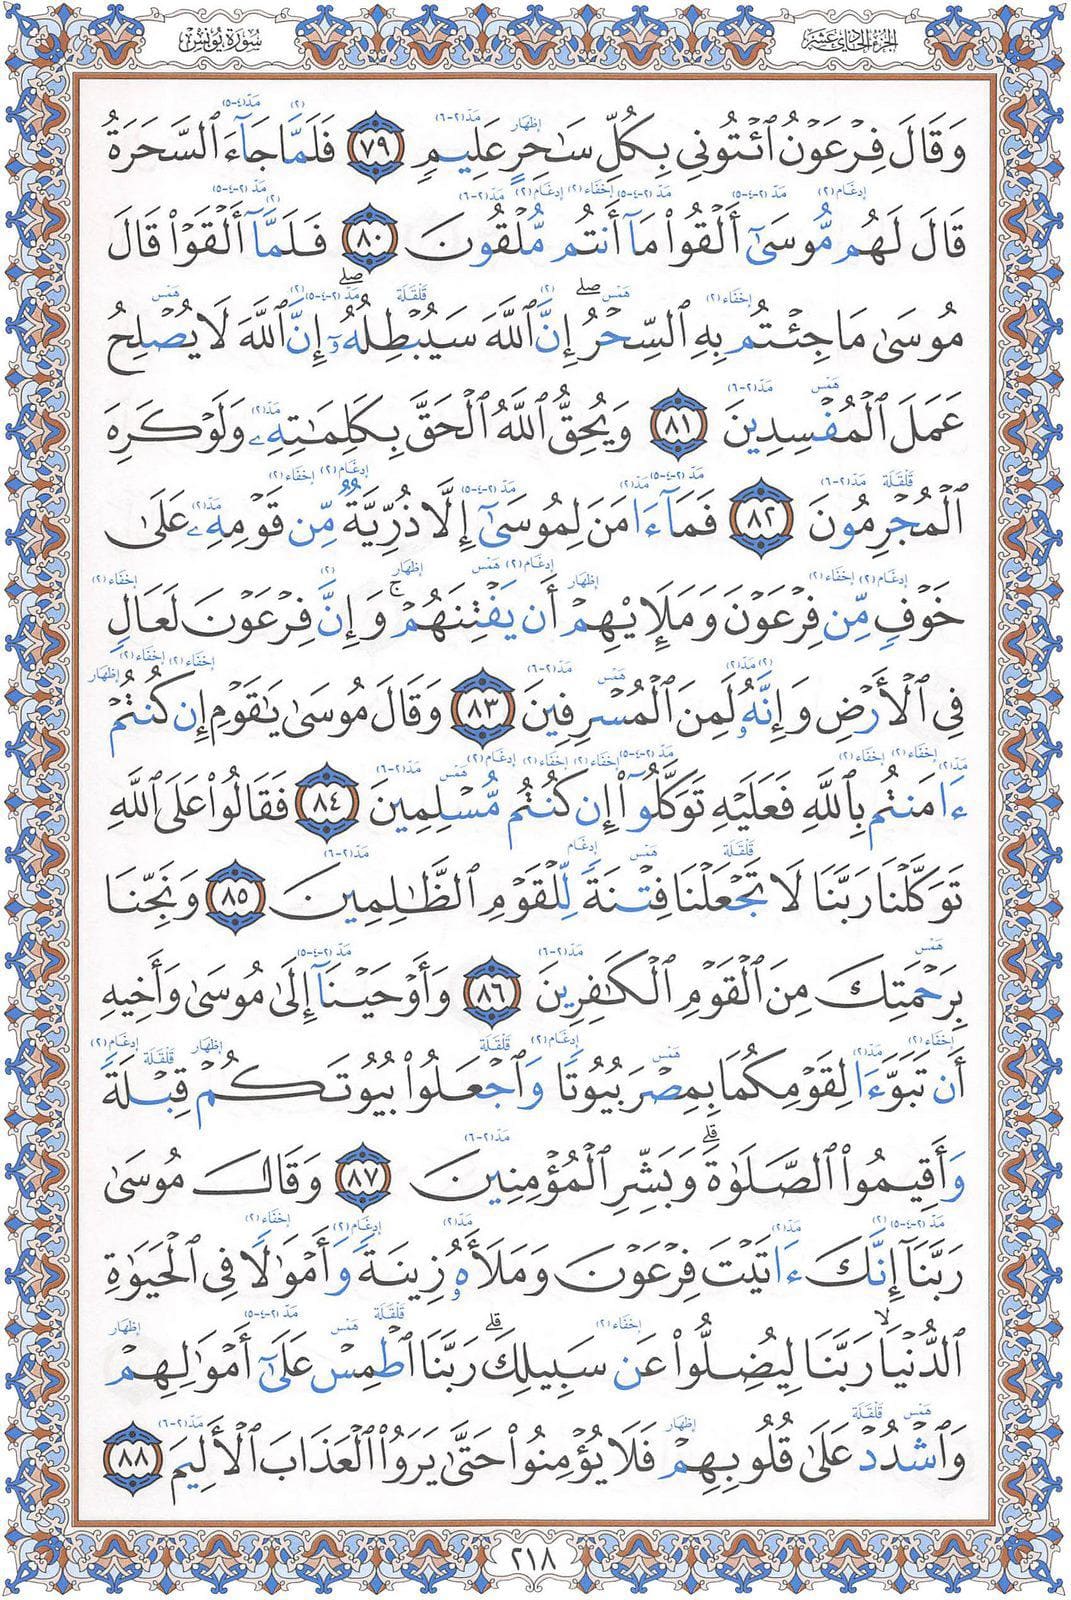 الجزء الحادي عشر
سورة يونس
وَقَالَ فِرْعَوْنُ ٱئْتُونِى بِكُلِّ سَٰحِرٍ عَلِيمٍ ٧٩ فَلَمَّا جَآءَ ٱلسَّحَرَةُ
قَالَ لَهُم مُّوسَىٰٓ أَلْقُوا۟ مَآ أَنتُم مُّلْقُونَ ٨٠ فَلَمَّآ أَلْقَوْا۟ قَالَ
مُوسَىٰ مَا جِئْتُم بِهِ ٱلسِّحْرُ ۖ إِنَّ ٱللَّهَ سَيُبْطِلُهُۥٓ ۖ إِنَّ ٱللَّهَ لَا يُصْلِحُ
عَمَلَ ٱلْمُفْسِدِينَ ٨١ وَيُحِقُّ ٱللَّهُ ٱلْحَقَّ بِكَلِمَٰتِهِۦ وَلَوْ كَرِهَ
ٱلْمُجْرِمُونَ ٨٢ فَمَآ ءَامَنَ لِمُوسَىٰٓ إِلَّا ذُرِّيَّةٌ مِّن قَوْمِهِۦ عَلَىٰ
خَوْفٍ مِّن فِرْعَوْنَ وَمَلَإِي۟هِمْ أَن يَفْتِنَهُمْ ۚ وَإِنَّ فِرْعَوْنَ لَعَالٍ
فِى ٱلْأَرْضِ وَإِنَّهُۥ لَمِنَ ٱلْمُسْرِفِينَ ٨٣ وَقَالَ مُوسَىٰ يَٰقَوْمِ إِن كُنتُمْ
ءَامَنتُم بِٱللَّهِ فَعَلَيْهِ تَوَكَّلُوٓا۟ إِن كُنتُم مُّسْلِمِينَ ٨٤ فَقَالُوا۟ عَلَى ٱللَّهِ
تَوَكَّلْنَا رَبَّنَا لَا تَجْعَلْنَا فِتْنَةً لِّلْقَوْمِ ٱلظَّٰلِمِينَ ٨٥ وَنَجِّنَا
بِرَحْمَتِكَ مِنَ ٱلْقَوْمِ ٱلْكَٰفِرِينَ ٨٦ وَأَوْحَيْنَآ إِلَىٰ مُوسَىٰ وَأَخِيهِ
أَن تَبَوَّءَا لِقَوْمِكُمَا بِمِصْرَ بُيُوتًا وَٱجْعَلُوا۟ بُيُوتَكُمْ قِبْلَةً
وَأَقِيمُوا۟ ٱلصَّلَوٰةَ ۗ وَبَشِّرِ ٱلْمُؤْمِنِينَ ٨٧ وَقَالَ مُوسَىٰ
رَبَّنَآ إِنَّكَ ءَاتَيْتَ فِرْعَوْنَ وَمَلَأَهُۥ زِينَةً وَأَمْوَٰلًا فِى ٱلْحَيَوٰةِ
ٱلدُّنْيَا ۙ رَبَّنَا لِيُضِلُّوا۟ عَن سَبِيلِكَ ۖ رَبَّنَا ٱطْمِسْ عَلَىٰٓ أَمْوَٰلِهِمْ
وَٱشْدُدْ عَلَىٰ قُلُوبِهِمْ فَلَا يُؤْمِنُوا۟ حَتَّىٰ يَرَوُا۟ ٱلْعَذَابَ ٱلْأَلِيمَ ٨٨
٢١٨